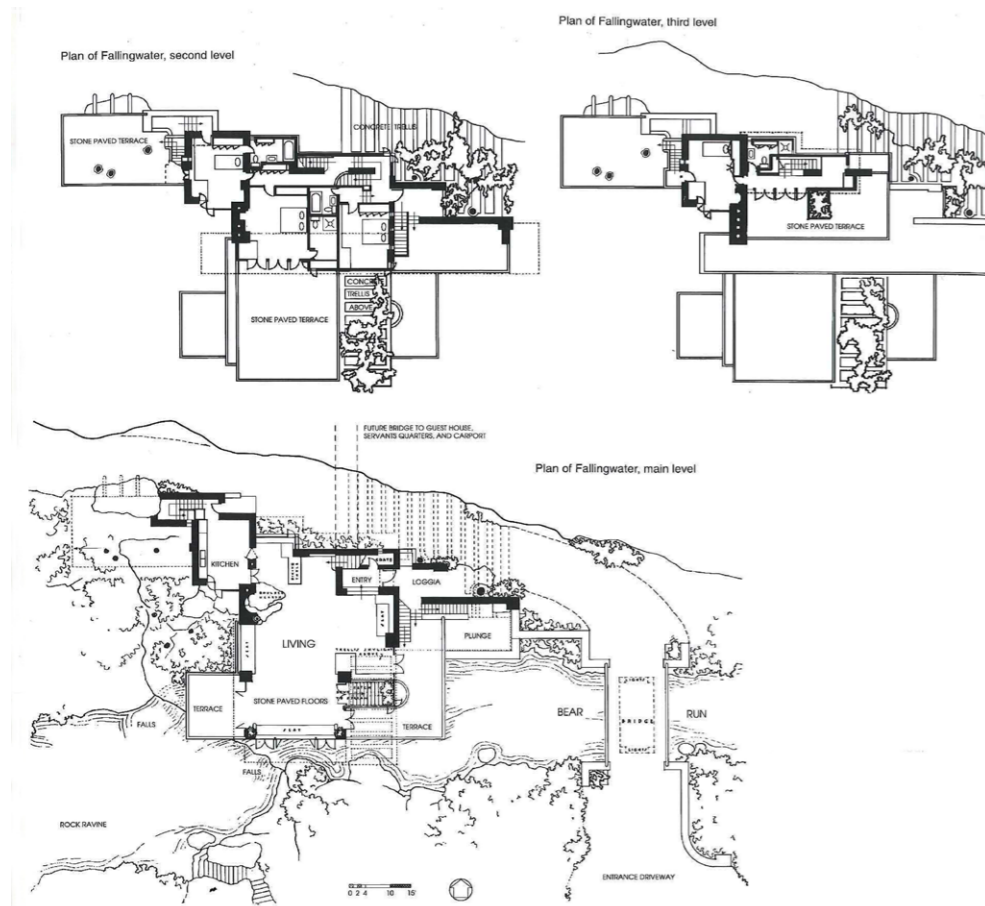 Plan of Fallingwater, second level
CONCRETE TRELLIS
STONE PAVED TERRACE
CONCRETE
TRELLIS
ABOVE
STONE PAVED TERRACE
Plan of Fallingwater, third level
STONE PAVED TERRACE
FUTURE BRIDGE TO GUEST HOUSE,
SERVANTS QUARTERS, AND CARPORT
Plan of Fallingwater, main level
KITCHEN
ENTRY
LOGGIA
LIVING
PLUNGE
STONE PAVED FLOORS
TERRACE
TERRACE
SEAT
FALLS
FALLS
BEAR
LIGHTS
BRIDGE
LIGHTS
RUN
ROCK RAVINE
0 2 4 10 15'
ENTRANCE DRIVEWAY